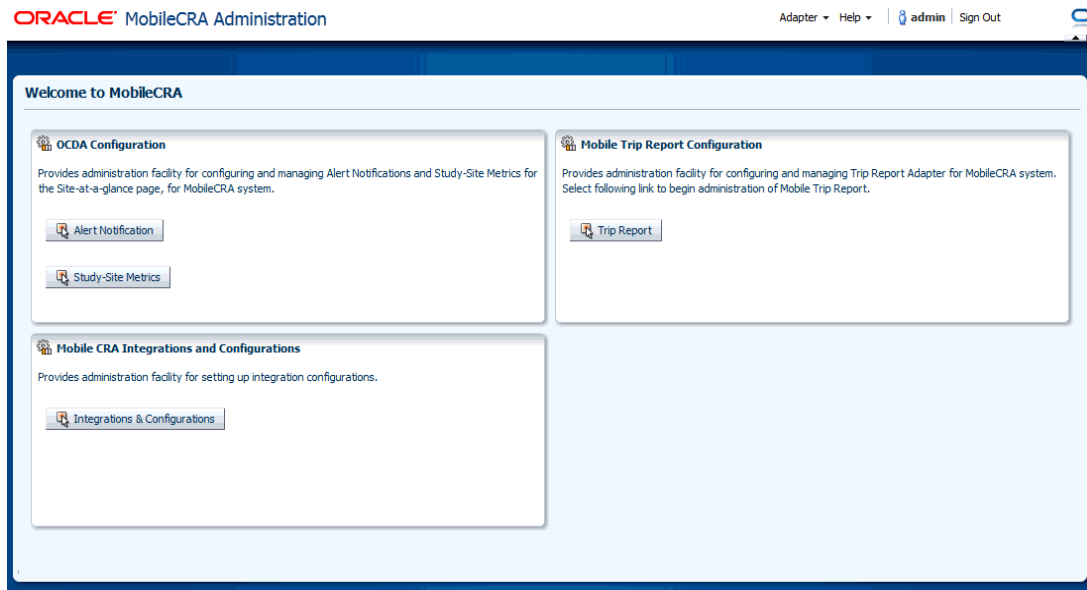 ORACLE MobileCRA Administration
Adapter Help admin Sign Out
Welcome to MobileCRA
OCDA Configuration
Provides administration facility for configuring and managing Alert Notifications and Study-Site Metrics for
the Site-at-a-glance page, for MobileCRA system.
Alert Notification
Study-Site Metrics
Mobile Trip Report Configuration
Provides administration facility for configuring and managing Trip Report Adapter for MobileCRA system.
Select following link to begin administration of Mobile Trip Report.
Trip Report
Mobile CRA Integrations and Configurations
Provides administration facility for setting up integration configurations.
Integrations & Configurations